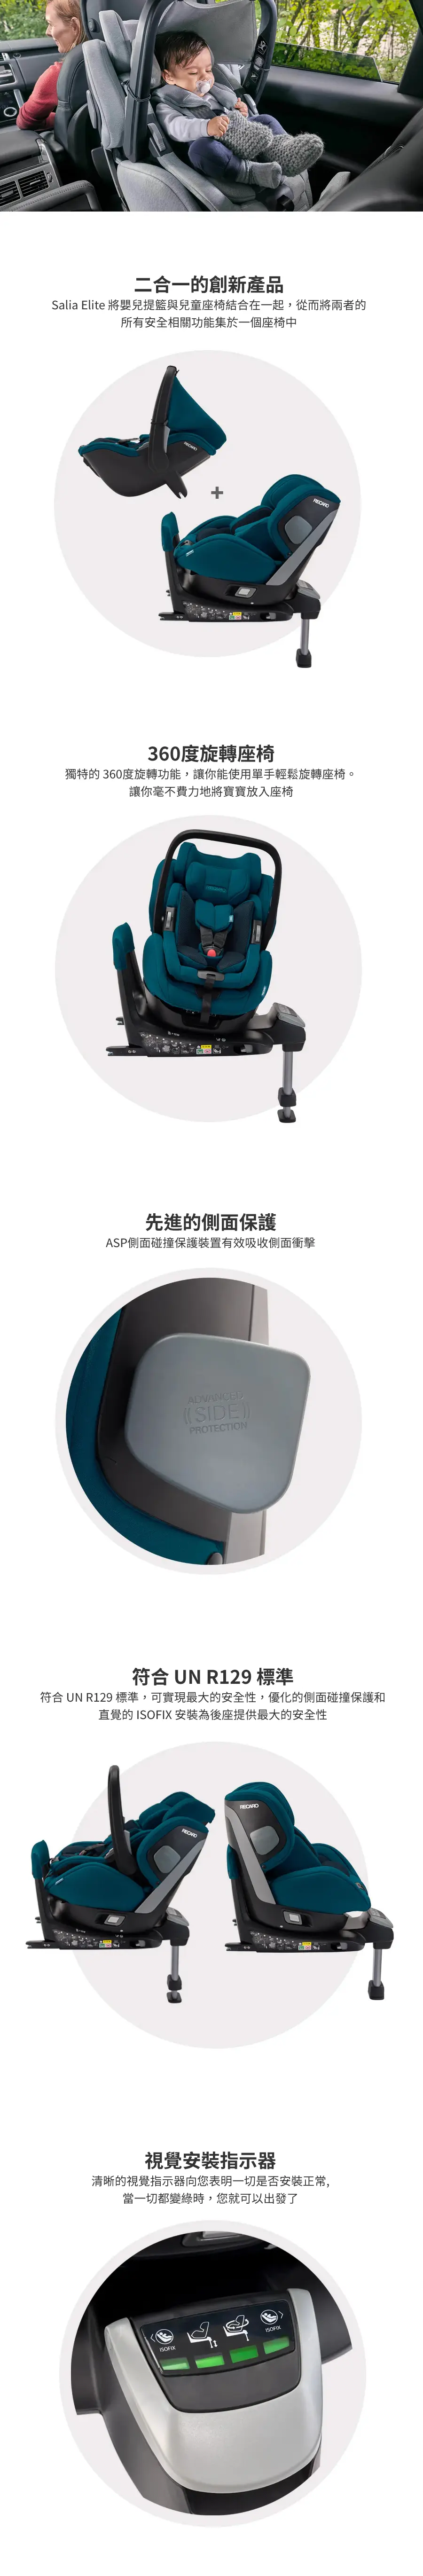 二合一的創新產品
Salia Elite 將嬰兒提籃與兒童座椅結合在一起，從而將兩者的
所有安全相關功能集於一個座椅中
RECARO
+
RECARO
360度旋轉座椅
獨特的 360度旋轉功能，讓你能使用單手輕鬆旋轉座椅。
讓你毫不費力地將寶寶放入座椅
先進的側面保護
ASP側面碰撞保護裝置有效吸收側面衝擊
ADVANCED
((SIDE))
PROTECTION
符合 UN R129 標準
符合 UN R129 標準，可實現最大的安全性，優化的側面碰撞保護和
直覺的 ISOFIX 安裝為後座提供最大的安全性
RECARO
RECARO
視覺安裝指示器
清晰的視覺指示器向您表明一切是否安裝正常,
當一切都變綠時，您就可以出發了
ISOFIX
ISOFIX